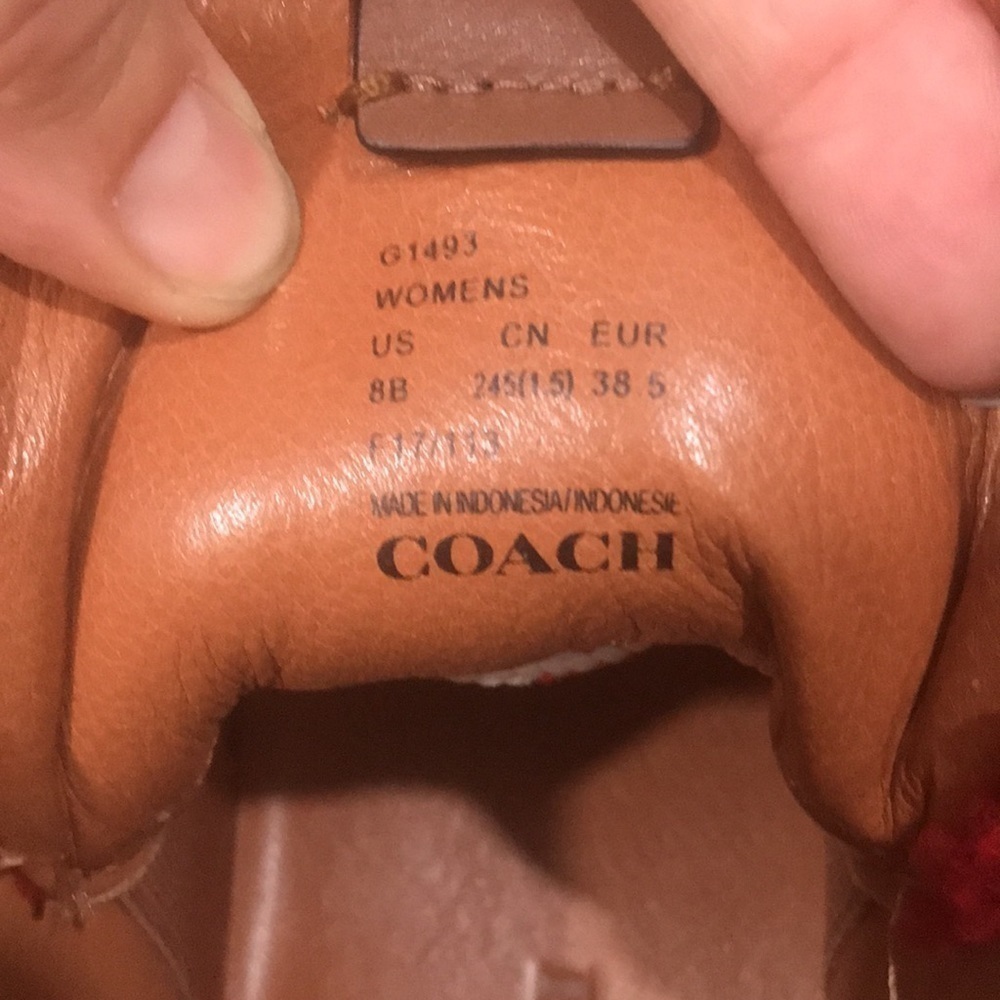 G1493
WOMENS
US CN EUR
8B 245(1.5) 38 5
F17/113
MADE IN INDONESIA/INDONESIE
COACH